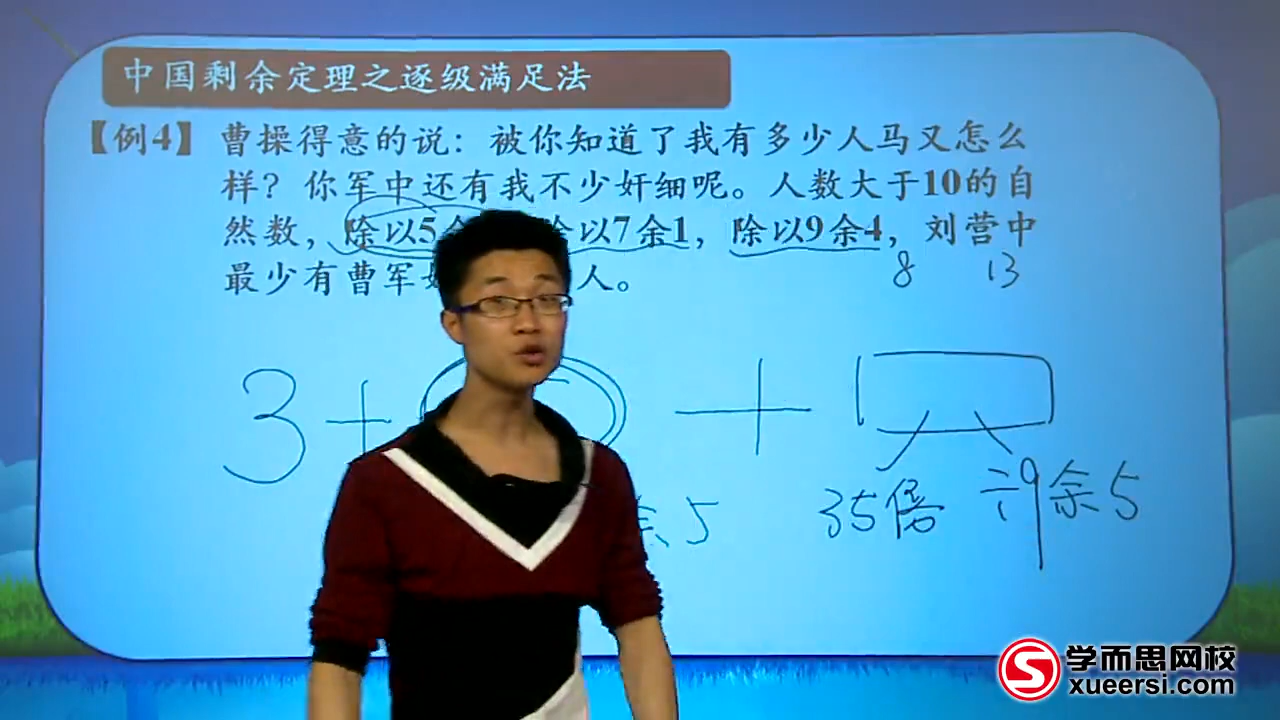 中国剩余定理之逐级满足法
【例4】曹操得意的说：被你知道了我有多少人马又怎么
样？你军中还有我不少奸细呢。人数大于10的自
然数，除以5余 除以7余1，除以9余4，刘营中
最少有曹军 人。
8 13
3 + +
余5 35倍 ÷9余5
学而思网校
xueersi.com